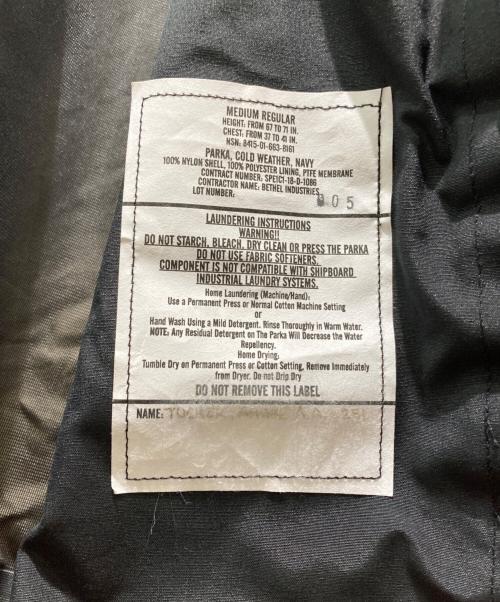 MEDIUM REGULAR
HEIGHT: FROM 67 TO 71 IN.
CHEST: FROM 37 TO 41 IN.
NSN: 8415-01-663-8161
PARKA, COLD WEATHER, NAVY
100% NYLON SHELL, 100% POLYESTER LINING, PTFE MEMBRANE
CONTRACT NUMBER: SPE1C1-18-D-1086
CONTRACTOR NAME: BETHEL INDUSTRIES
LOT NUMBER: 005
LAUNDERING INSTRUCTIONS
WARNING!!
DO NOT STARCH, BLEACH, DRY CLEAN OR PRESS THE PARKA
DO NOT USE FABRIC SOFTENERS.
COMPONENT IS NOT COMPATIBLE WITH SHIPBOARD
INDUSTRIAL LAUNDRY SYSTEMS.
Home Laundering (Machine/Hand):
Use a Permanent Press or Normal Cotton Machine Setting
or
Hand Wash Using a Mild Detergent. Rinse Thoroughly in Warm Water.
NOTE: Any Residual Detergent on The Parka Will Decrease the Water
Repellency.
Home Drying:
Tumble Dry on Permanent Press or Cotton Setting, Remove Immediately
from Dryer. Do not Drip Dry
DO NOT REMOVE THIS LABEL
NAME: TUCKER